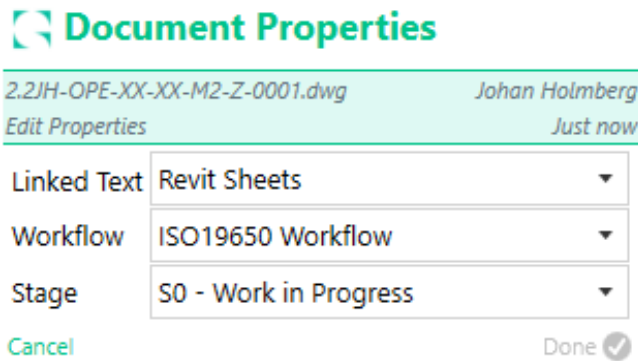 Document Properties
2.2JH-OPE-XX-XX-M2-Z-0001.dwg Johan Holmberg
Edit Properties Just now
Linked Text Revit Sheets
Workflow ISO19650 Workflow
Stage S0 - Work in Progress
Cancel Done